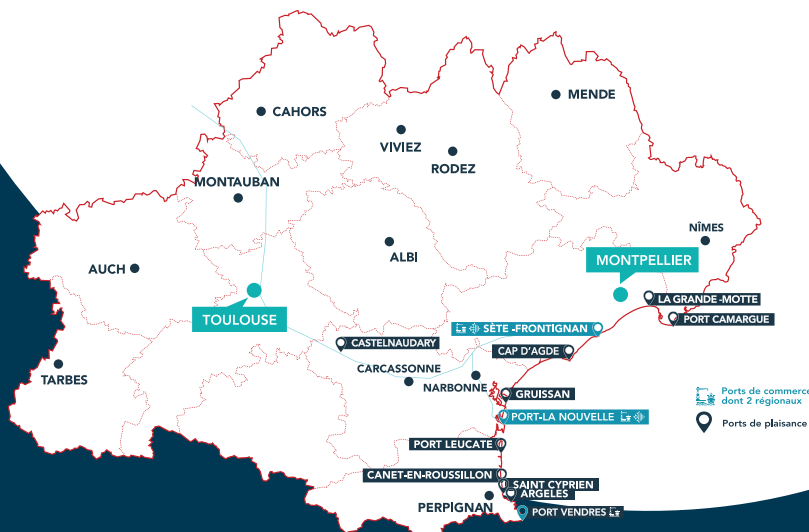 MENDE
CAHORS
VIVIEZ
RODEZ
MONTAUBAN
NÎMES
ALBI
MONTPELLIER
AUCH
LA GRANDE-MOTTE
TOULOUSE
PORT CAMARGUE
SÈTE-FRONTIGNAN
CASTELNAUDARY
CAP D'AGDE
CARCASSONNE
TARBES
NARBONNE
GRUISSAN
Ports de commerce
dont 2 régionaux
PORT-LA NOUVELLE
Ports de plaisance
PORT LEUCATE
CANET-EN-ROUSSILLON
SAINT CYPRIEN
ARGELÈS
PERPIGNAN
PORT VENDRES